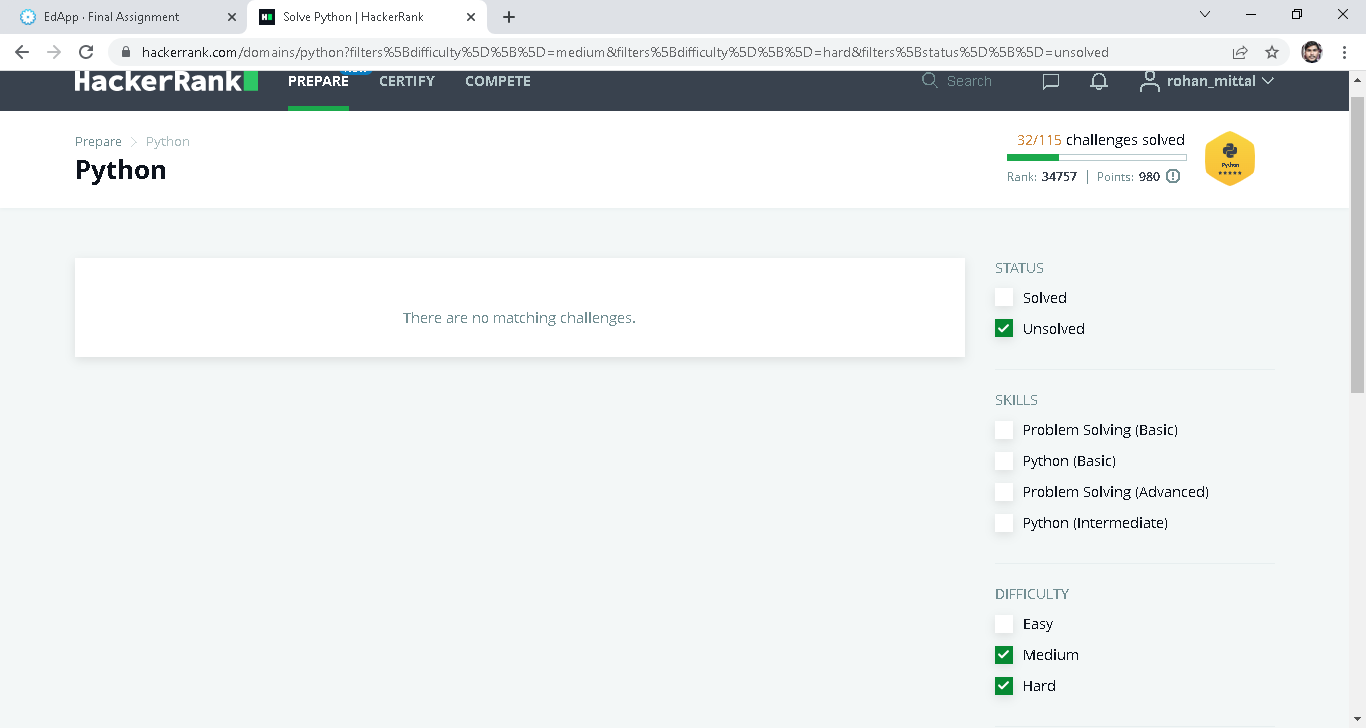 EdApp · Final Assignment
Solve Python | HackerRank
hackerrank.com/domains/python?filters%5Bdifficulty%5D%5B%5D=medium&filters%5Bdifficulty%5D%5B%5D=hard&filters%5Bstatus%5D%5B%5D=unsolved
HackerRank PREPARE NEW CERTIFY COMPETE Search rohan_mittal
Prepare > Python
Python
32/115 challenges solved
Rank: 34757 | Points: 980
Python
There are no matching challenges.
STATUS
Solved
Unsolved
SKILLS
Problem Solving (Basic)
Python (Basic)
Problem Solving (Advanced)
Python (Intermediate)
DIFFICULTY
Easy
Medium
Hard